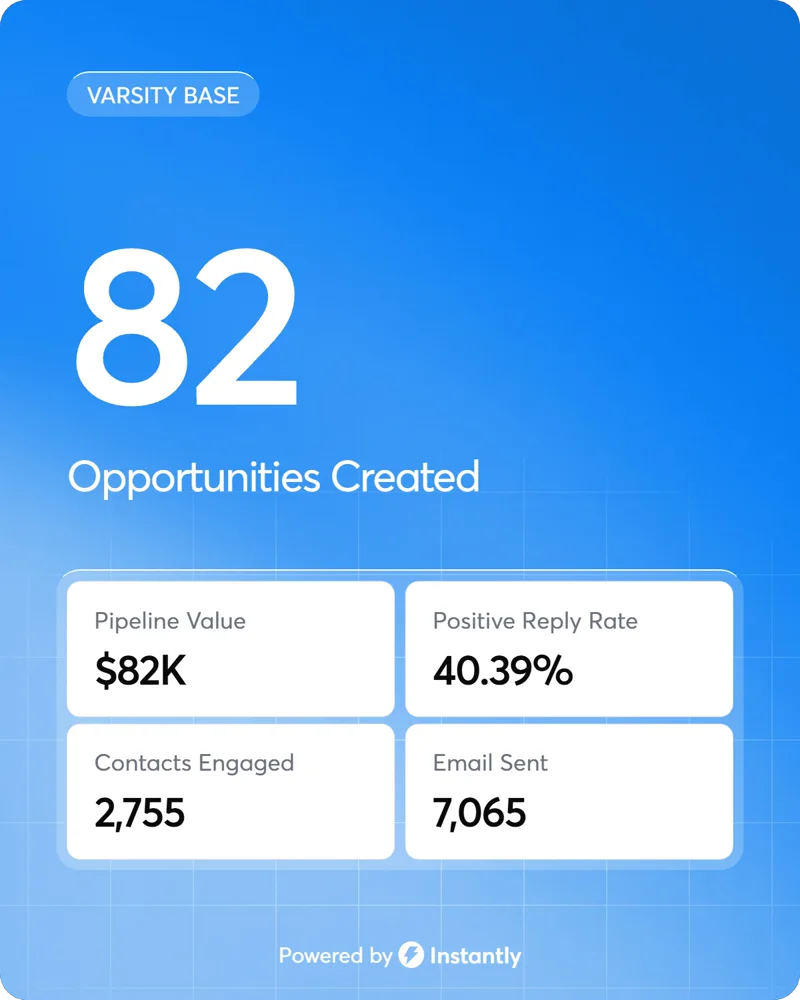 VARSITY BASE
82
Opportunities Created
Pipeline Value
$82K
Positive Reply Rate
40.39%
Contacts Engaged
2,755
Email Sent
7,065
Powered by Instantly